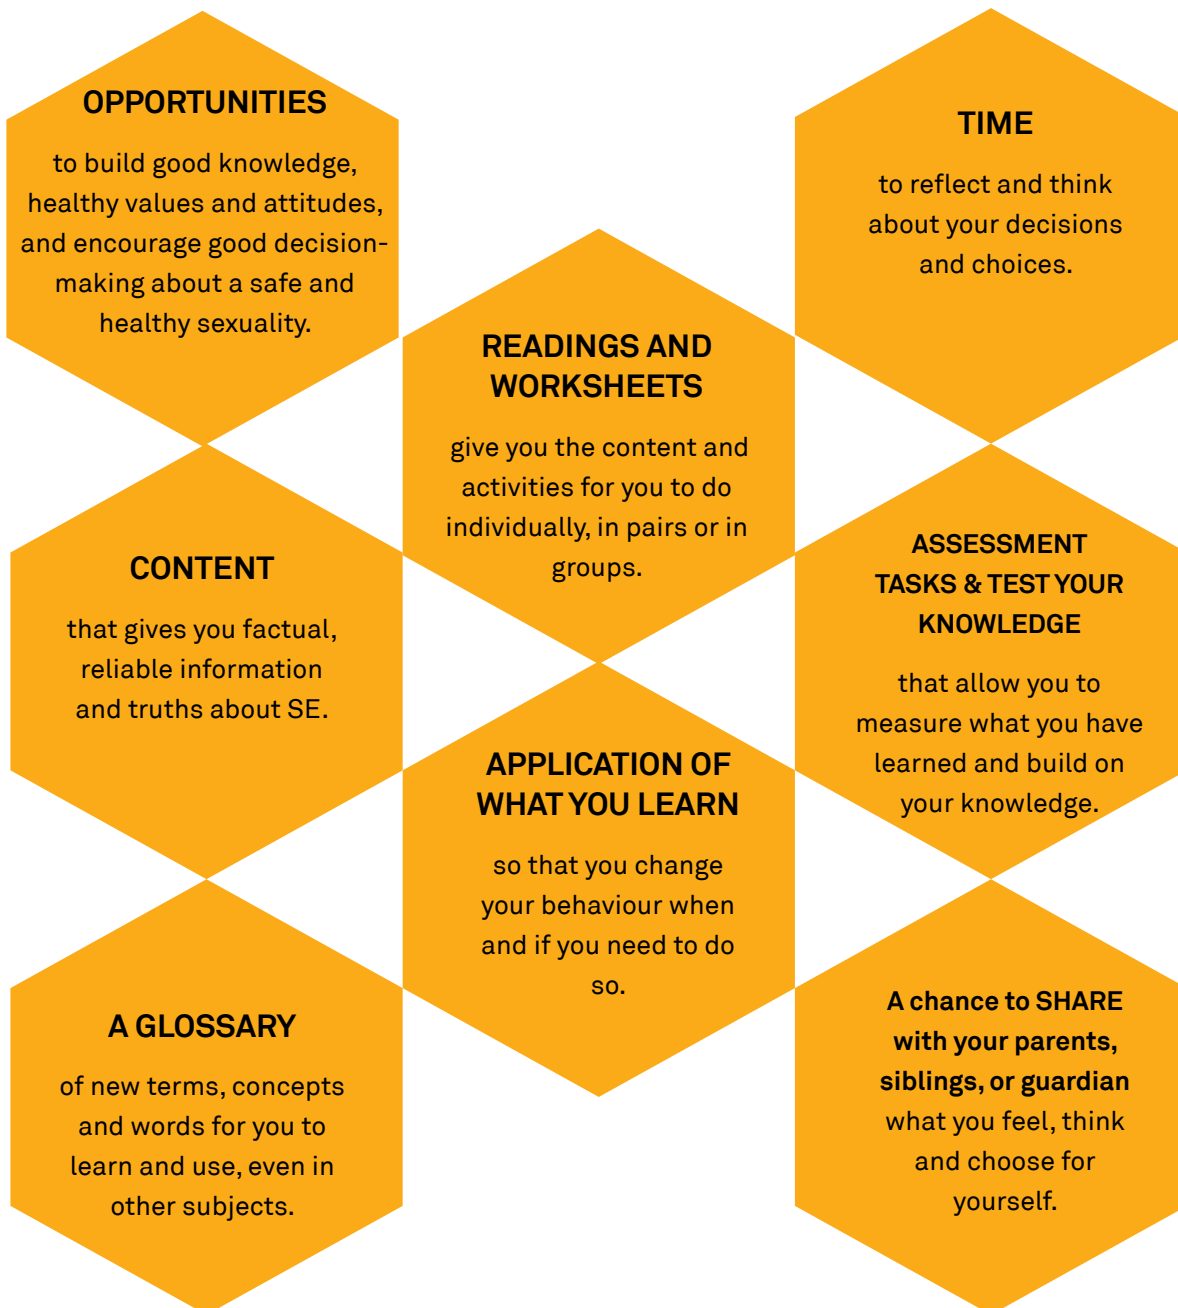 OPPORTUNITIES
to build good knowledge,
healthy values and attitudes,
and encourage good decision-
making about a safe and
healthy sexuality.
TIME
to reflect and think
about your decisions
and choices.
READINGS AND
WORKSHEETS
give you the content and
activities for you to do
individually, in pairs or in
groups.
CONTENT
that gives you factual,
reliable information
and truths about SE.
ASSESSMENT
TASKS & TEST YOUR
KNOWLEDGE
that allow you to
measure what you have
learned and build on
your knowledge.
APPLICATION OF
WHAT YOU LEARN
so that you change
your behaviour when
and if you need to do
so.
A GLOSSARY
of new terms, concepts
and words for you to
learn and use, even in
other subjects.
A chance to SHARE
with your parents,
siblings, or guardian
what you feel, think
and choose for
yourself.